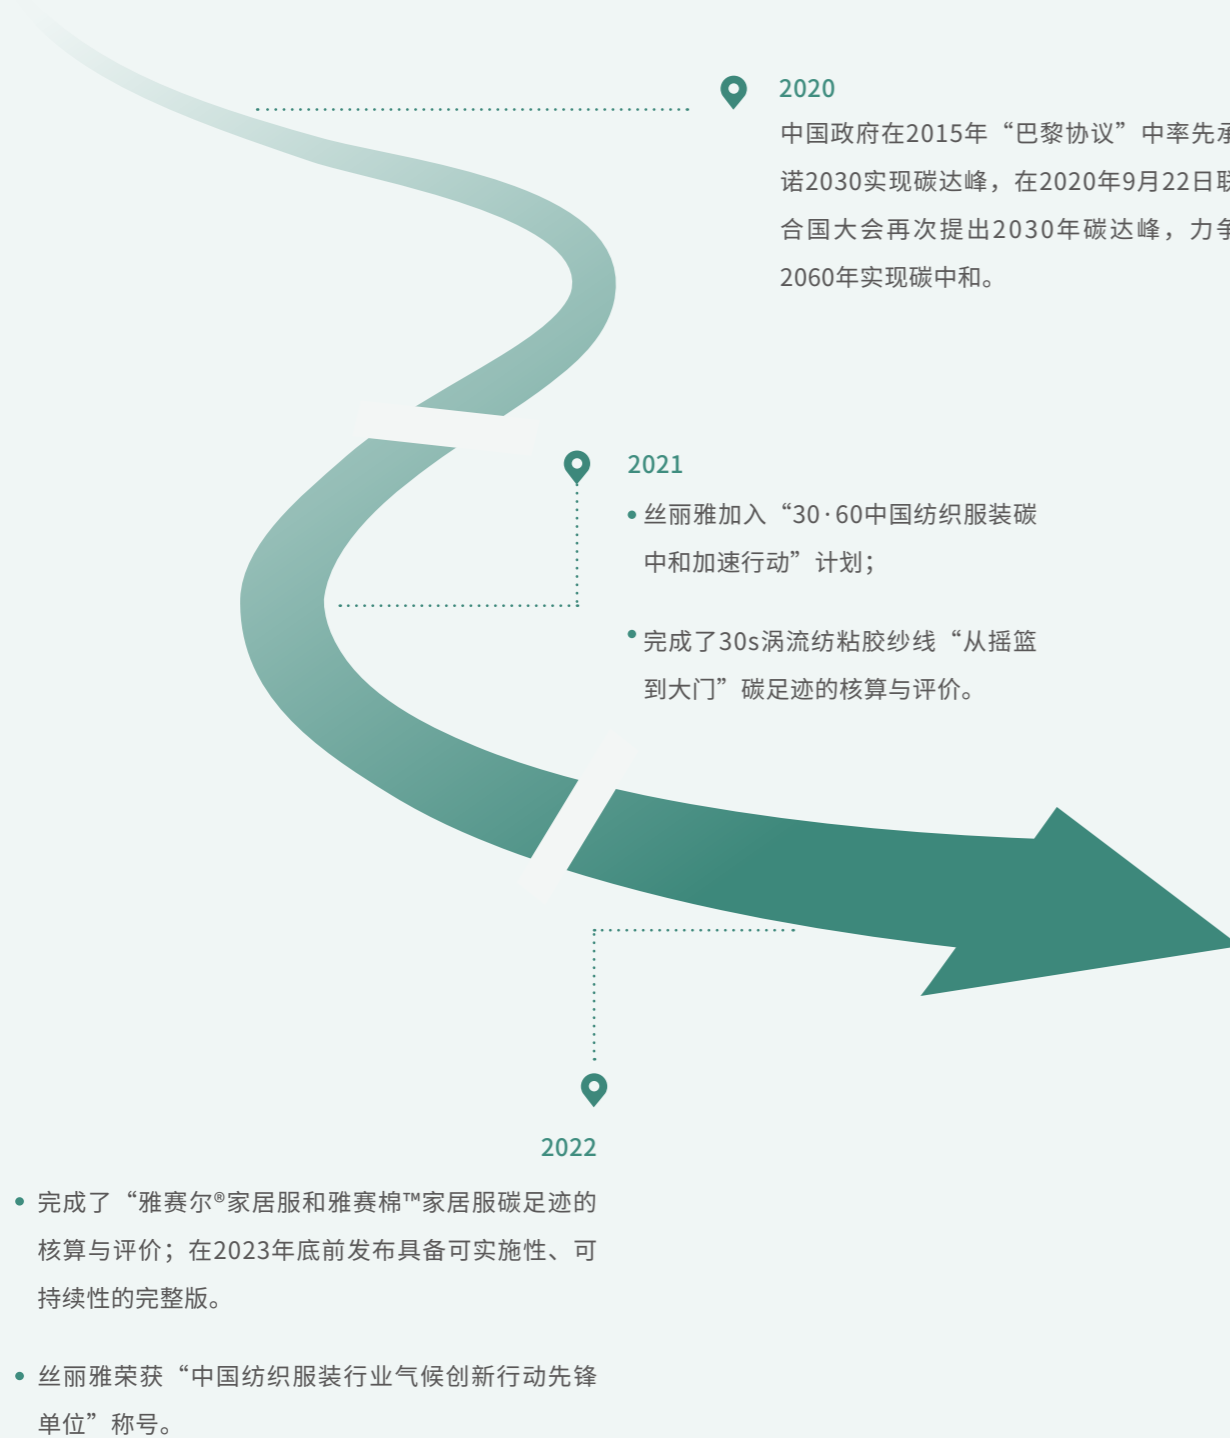 2020
中国政府在2015年“巴黎协议”中率先承
诺2030实现碳达峰，在2020年9月22日联
合国大会再次提出2030年碳达峰，力争
2060年实现碳中和。
2021
丝丽雅加入“30·60中国纺织服装碳
中和加速行动”计划；
完成了30s涡流纺粘胶纱线“从摇篮
到大门”碳足迹的核算与评价。
2022
完成了“雅赛尔®家居服和雅赛棉™家居服碳足迹的
核算与评价；在2023年底前发布具备可实施性、可
持续性的完整版。
丝丽雅荣获“中国纺织服装行业气候创新行动先锋
单位”称号。